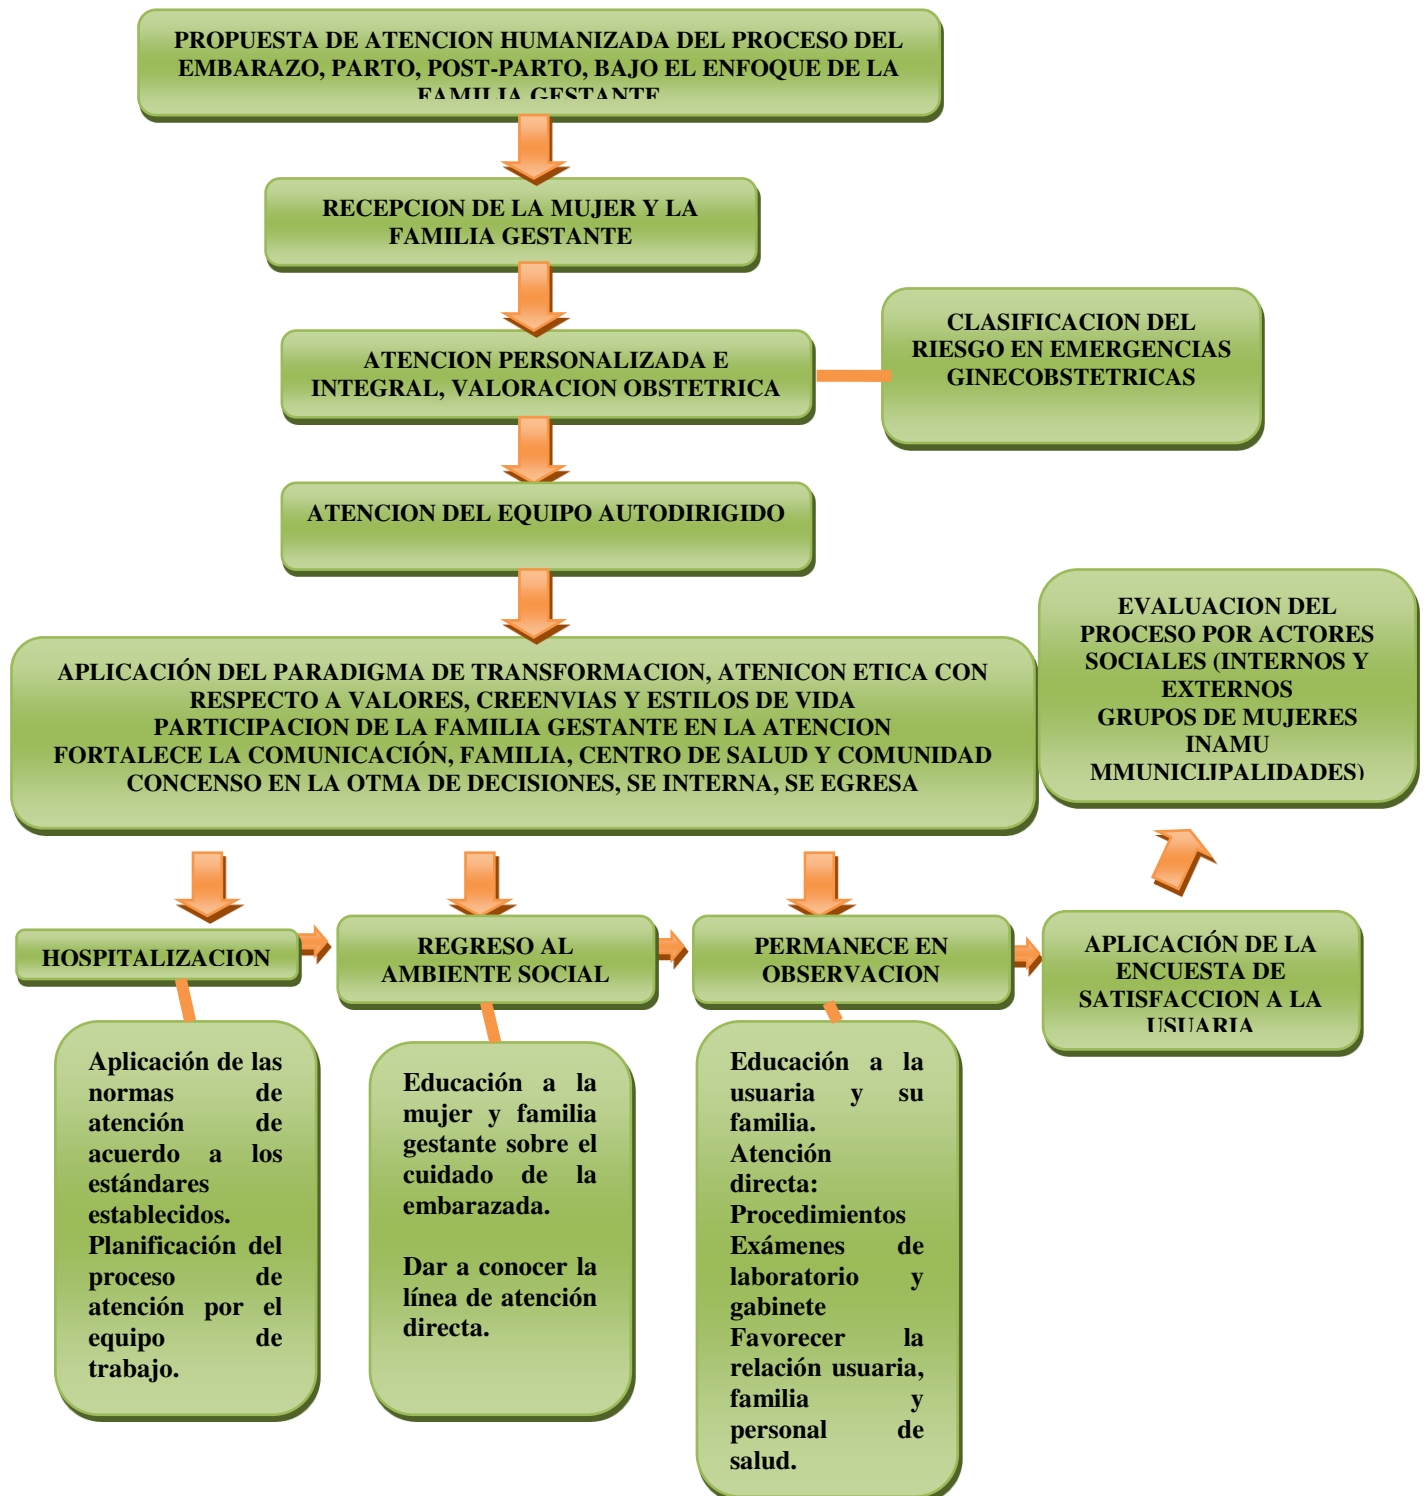 PROPUESTA DE ATENCION HUMANIZADA DEL PROCESO DEL
EMBARAZO, PARTO, POST-PARTO, BAJO EL ENFOQUE DE LA
FAMILIA GESTANTE
RECEPCION DE LA MUJER Y LA
FAMILIA GESTANTE
ATENCION PERSONALIZADA E
INTEGRAL, VALORACION OBSTETRICA
CLASIFICACION DEL
RIESGO EN EMERGENCIAS
GINECOBSTETRICAS
ATENCION DEL EQUIPO AUTODIRIGIDO
EVALUACION DEL
PROCESO POR ACTORES
SOCIALES (INTERNOS Y
EXTERNOS
GRUPOS DE MUJERES
INAMU
MMUNICIJPALIDADES)
APLICACIÓN DEL PARADIGMA DE TRANSFORMACION, ATENICON ETICA CON
RESPECTO A VALORES, CREENVIAS Y ESTILOS DE VIDA
PARTICIPACION DE LA FAMILIA GESTANTE EN LA ATENCION
FORTALECE LA COMUNICACIÓN, FAMILIA, CENTRO DE SALUD Y COMUNIDAD
CONCENSO EN LA OTMA DE DECISIONES, SE INTERNA, SE EGRESA
HOSPITALIZACION
REGRESO AL
AMBIENTE SOCIAL
PERMANECE EN
OBSERVACION
APLICACIÓN DE LA
ENCUESTA DE
SATISFACCION A LA
USUARIA
Aplicación de las
normas de
atención de
acuerdo a los
estándares
establecidos.
Planificación del
proceso de
atención por el
equipo de
trabajo.
Educación a la
mujer y familia
gestante sobre el
cuidado de la
embarazada.
Dar a conocer la
línea de atención
directa.
Educación a la
usuaria y su
familia.
Atención
directa:
Procedimientos
Exámenes de
laboratorio y
gabinete
Favorecer la
relación usuaria,
familia y
personal de
salud.